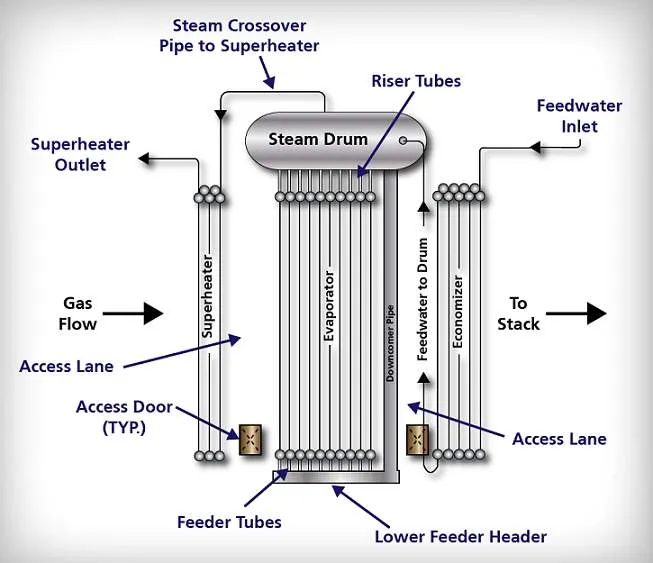 Steam Crossover
Pipe to Superheater
Riser Tubes
Feedwater
Inlet
Superheater
Outlet
Steam Drum
Gas
Flow
Superheater
Evaporator
Downcomer Pipe
Feedwater to Drum
Economizer
To
Stack
Access Lane
Access Door
(TYP.)
Access Lane
Feeder Tubes
Lower Feeder Header